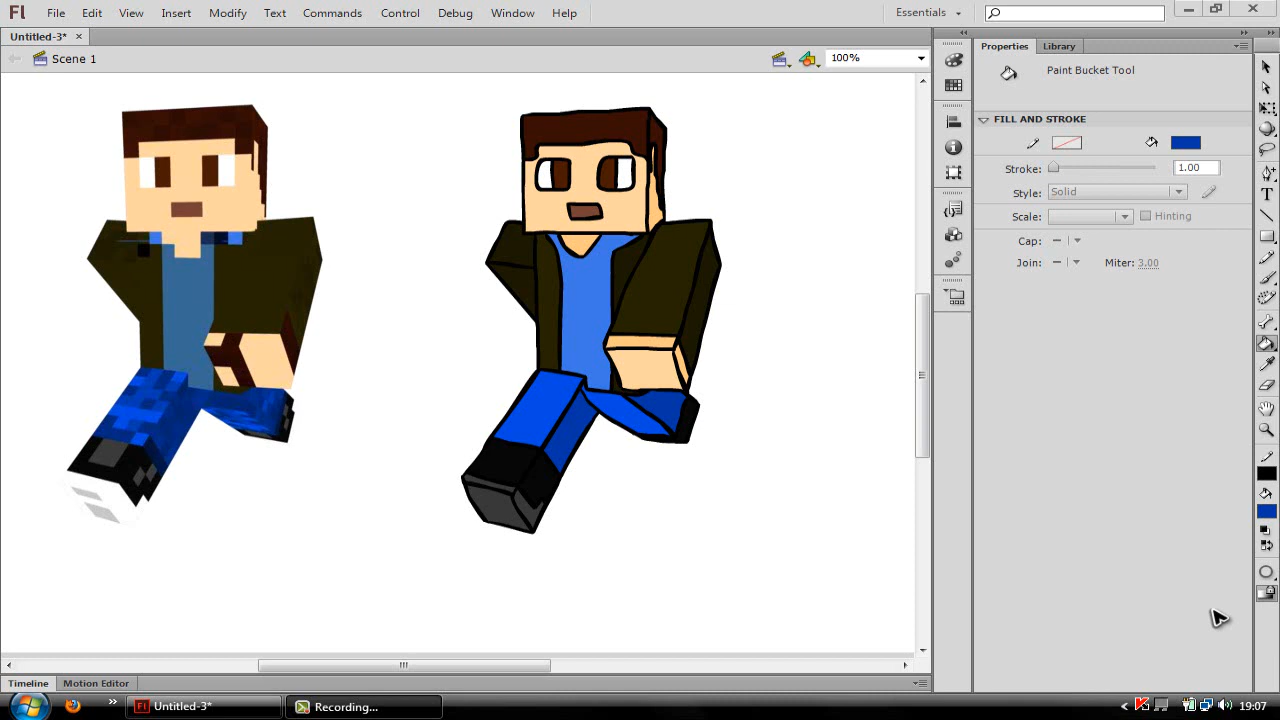 Fl File Edit View Insert Modify Text Commands Control Debug Window Help Essentials
Untitled-3*
Scene 1 100%
Properties Library
Paint Bucket Tool
FILL AND STROKE
Stroke: 1.00
Style: Solid
Scale: Hinting
Cap:
Join: Miter: 3.00
T
Timeline Motion Editor
Fl Untitled-3* Recording... 19:07